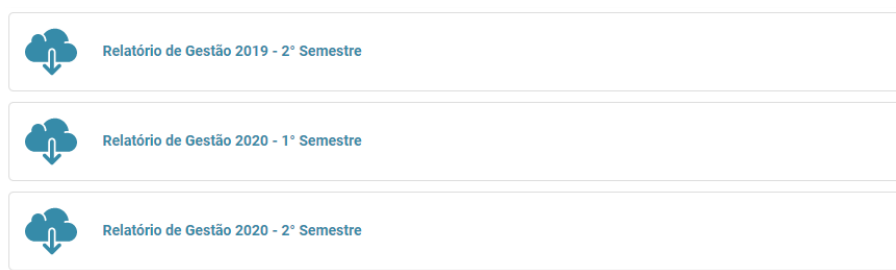 Relatório de Gestão 2019 - 2° Semestre
Relatório de Gestão 2020 - 1° Semestre
Relatório de Gestão 2020 - 2° Semestre